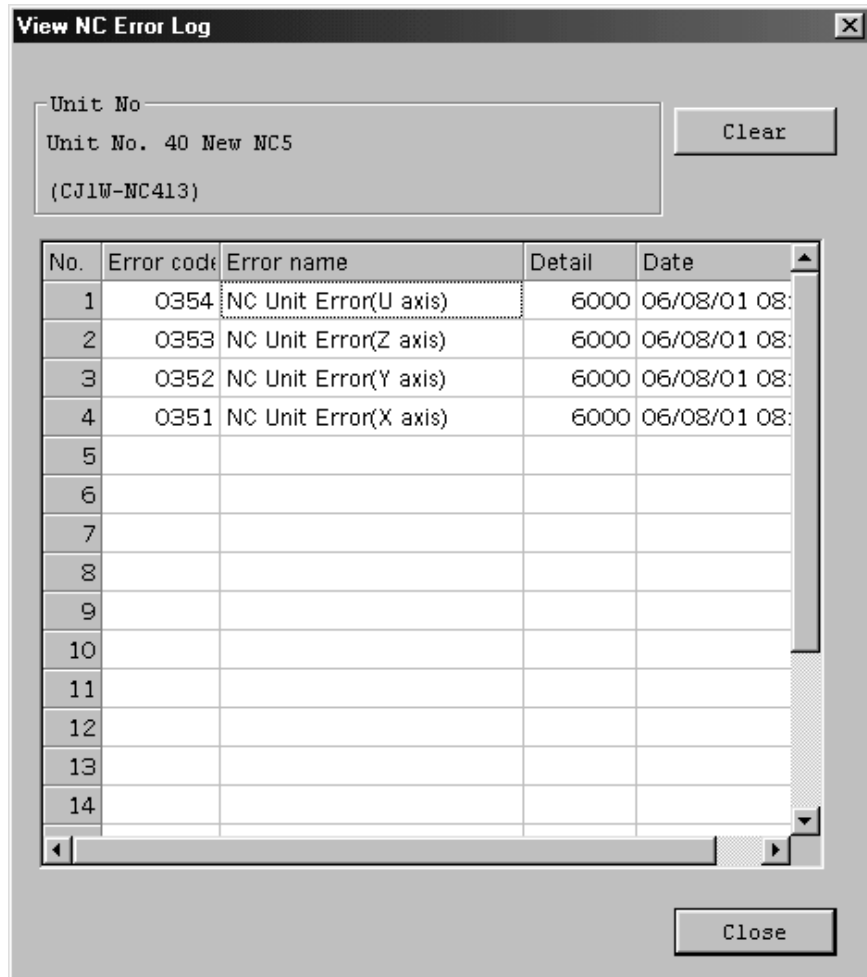 View NC Error Log
Unit No
Unit No. 40 New NC5
(CJ1W-NC413)
Clear
No. Error code Error name Detail Date
1 0354 NC Unit Error(U axis) 6000 06/08/01 08:
2 0353 NC Unit Error(Z axis) 6000 06/08/01 08:
3 0352 NC Unit Error(Y axis) 6000 06/08/01 08:
4 0351 NC Unit Error(X axis) 6000 06/08/01 08:
5
6
7
8
9
10
11
12
13
14
Close